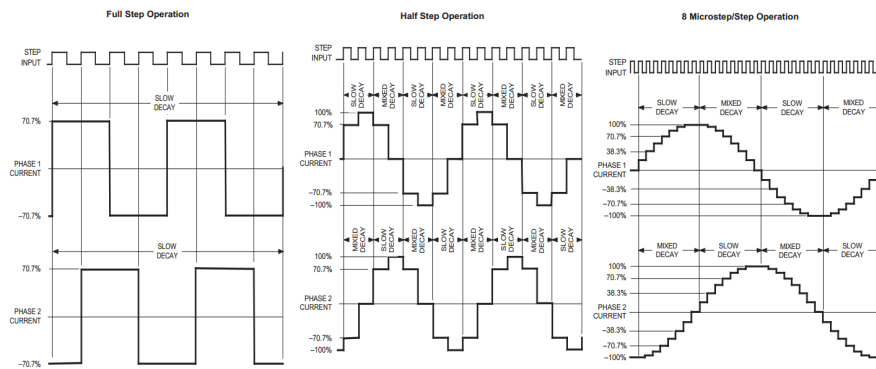 Full Step Operation
STEP
INPUT
SLOW
DECAY
70.7%
PHASE 1
CURRENT
–70.7%
SLOW
DECAY
70.7%
PHASE 2
CURRENT
–70.7%
Half Step Operation
STEP
INPUT
SLOW
DECAY
MIXED
DECAY
SLOW
DECAY
MIXED
DECAY
SLOW
DECAY
MIXED
DECAY
SLOW
DECAY
MIXED
DECAY
100%
70.7%
PHASE 1
CURRENT
–70.7%
–100%
MIXED
DECAY
SLOW
DECAY
MIXED
DECAY
SLOW
DECAY
MIXED
DECAY
SLOW
DECAY
MIXED
DECAY
SLOW
DECAY
100%
70.7%
PHASE 2
CURRENT
–70.7%
–100%
8 Microstep/Step Operation
STEP
INPUT
SLOW
DECAY
MIXED
DECAY
SLOW
DECAY
MIXED
DECAY
100%
70.7%
38.3%
PHASE 1
CURRENT
–38.3%
–70.7%
–100%
MIXED
DECAY
SLOW
DECAY
MIXED
DECAY
SLOW
DECAY
100%
70.7%
38.3%
PHASE 2
CURRENT
–38.3%
–70.7%
–100%